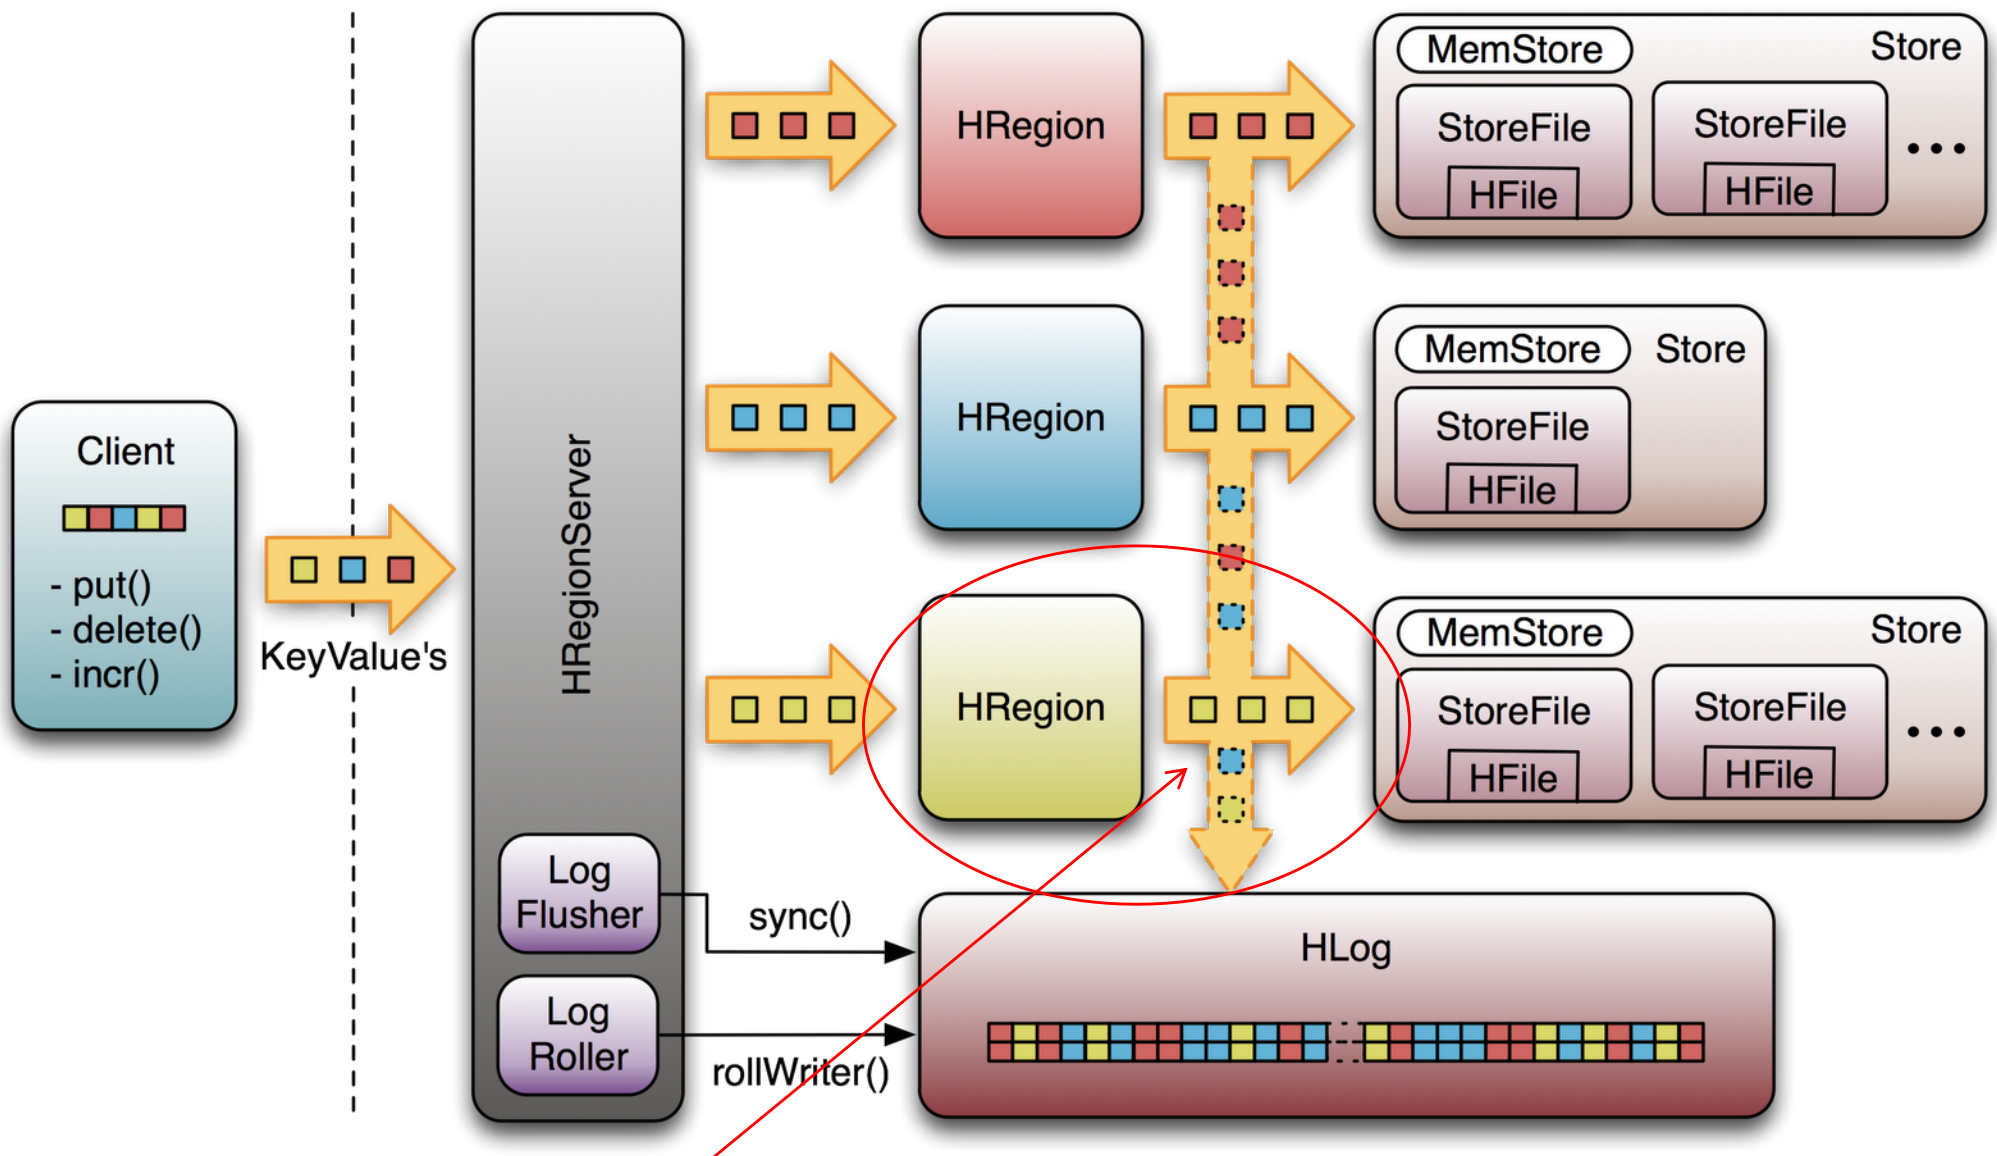 Client
- put()
- delete()
- incr()
KeyValue's
HRegionServer
Log
Flusher
Log
Roller
sync()
rollWriter()
HRegion
MemStore
Store
StoreFile
HFile
StoreFile
HFile
...
HRegion
MemStore
Store
StoreFile
HFile
HRegion
MemStore
Store
StoreFile
HFile
StoreFile
HFile
...
HLog